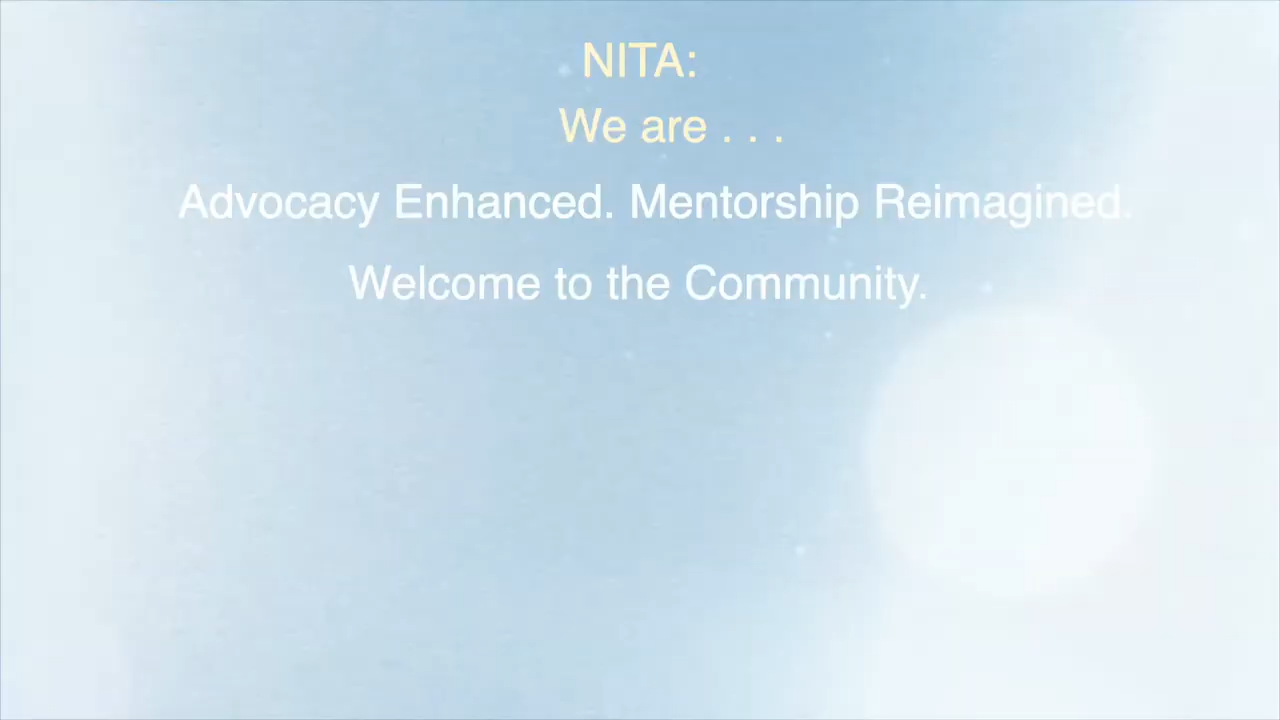 NITA:
We are . . .
Advocacy Enhanced. Mentorship Reimagined.
Welcome to the Community.